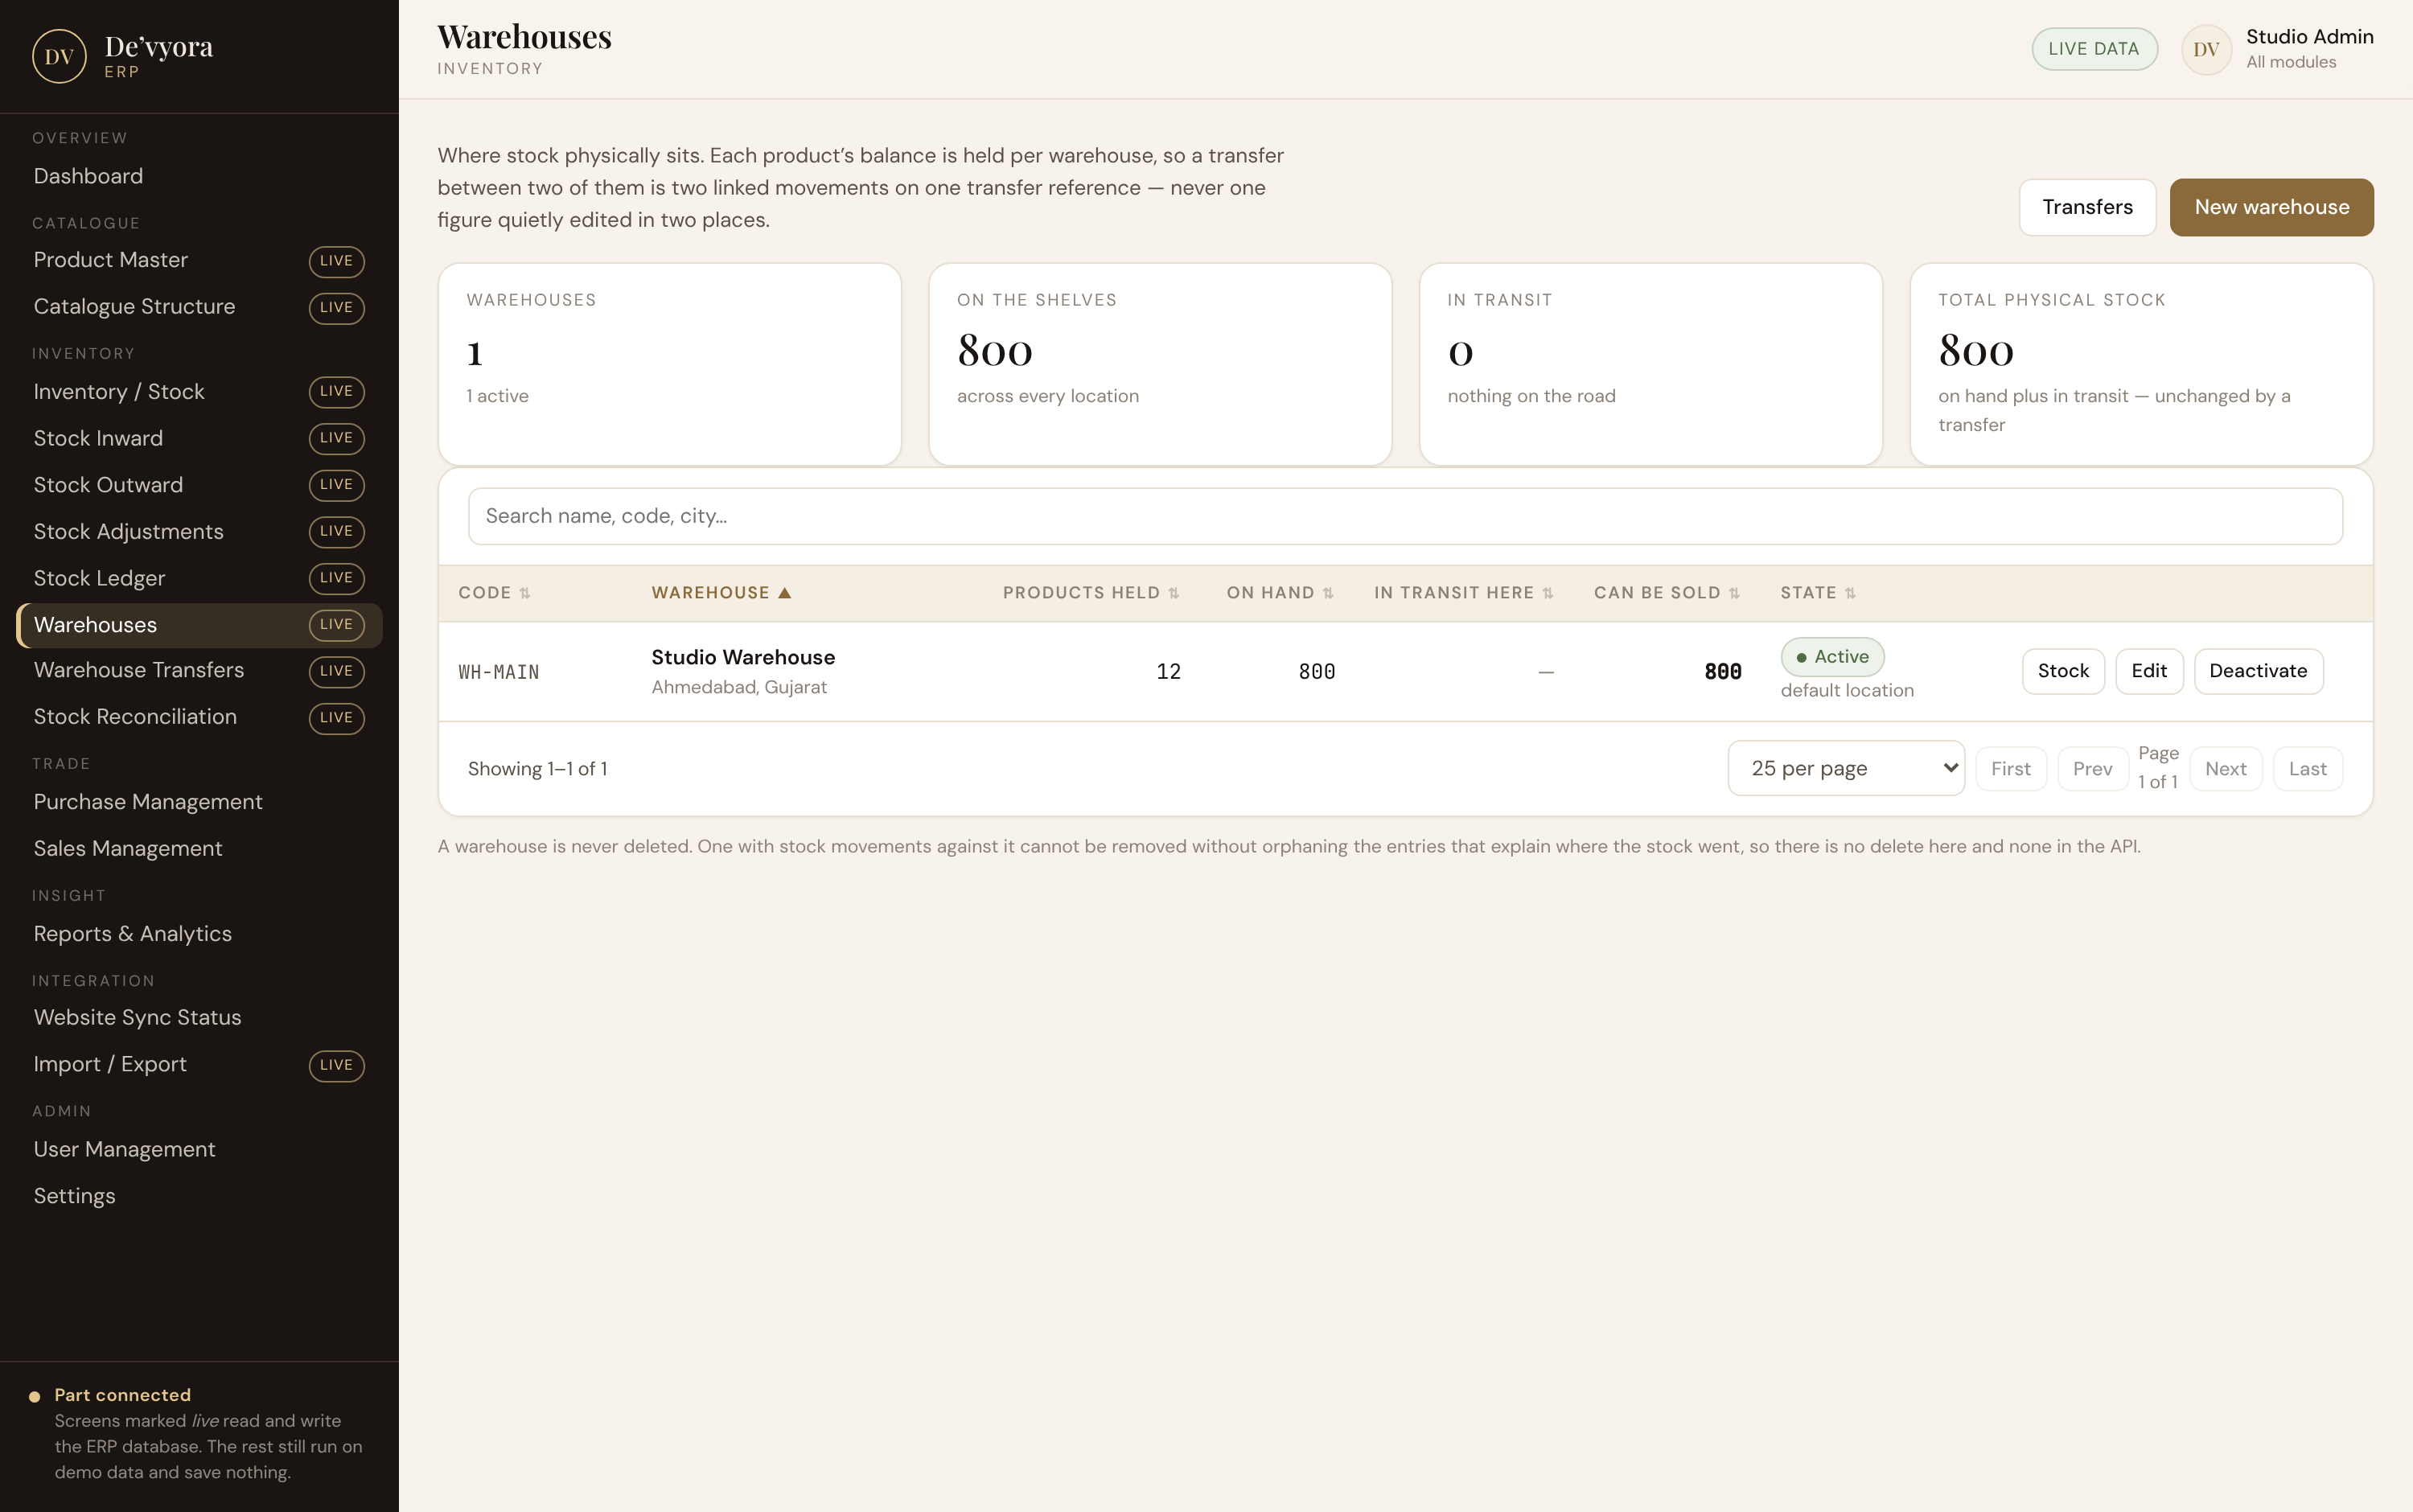 DV
De’vyora
ERP
OVERVIEW
Dashboard
CATALOGUE
Product Master LIVE
Catalogue Structure LIVE
INVENTORY
Inventory / Stock LIVE
Stock Inward LIVE
Stock Outward LIVE
Stock Adjustments LIVE
Stock Ledger LIVE
Warehouses LIVE
Warehouse Transfers LIVE
Stock Reconciliation LIVE
TRADE
Purchase Management
Sales Management
INSIGHT
Reports & Analytics
INTEGRATION
Website Sync Status
Import / Export LIVE
ADMIN
User Management
Settings
Part connected
Screens marked live read and write
the ERP database. The rest still run on
demo data and save nothing.
Warehouses
INVENTORY
LIVE DATA
DV
Studio Admin
All modules
Where stock physically sits. Each product’s balance is held per warehouse, so a transfer
between two of them is two linked movements on one transfer reference — never one
figure quietly edited in two places.
Transfers
New warehouse
WAREHOUSES
1
1 active
ON THE SHELVES
800
across every location
IN TRANSIT
0
nothing on the road
TOTAL PHYSICAL STOCK
800
on hand plus in transit — unchanged by a
transfer
Search name, code, city...
CODE ⇅ WAREHOUSE ▲ PRODUCTS HELD ⇅ ON HAND ⇅ IN TRANSIT HERE ⇅ CAN BE SOLD ⇅ STATE ⇅
WH-MAIN
Studio Warehouse
Ahmedabad, Gujarat
12 800 — 800
Active
default location
Stock Edit Deactivate
Showing 1–1 of 1
25 per page
First Prev
Page
1 of 1
Next Last
A warehouse is never deleted. One with stock movements against it cannot be removed without orphaning the entries that explain where the stock went, so there is no delete here and none in the API.